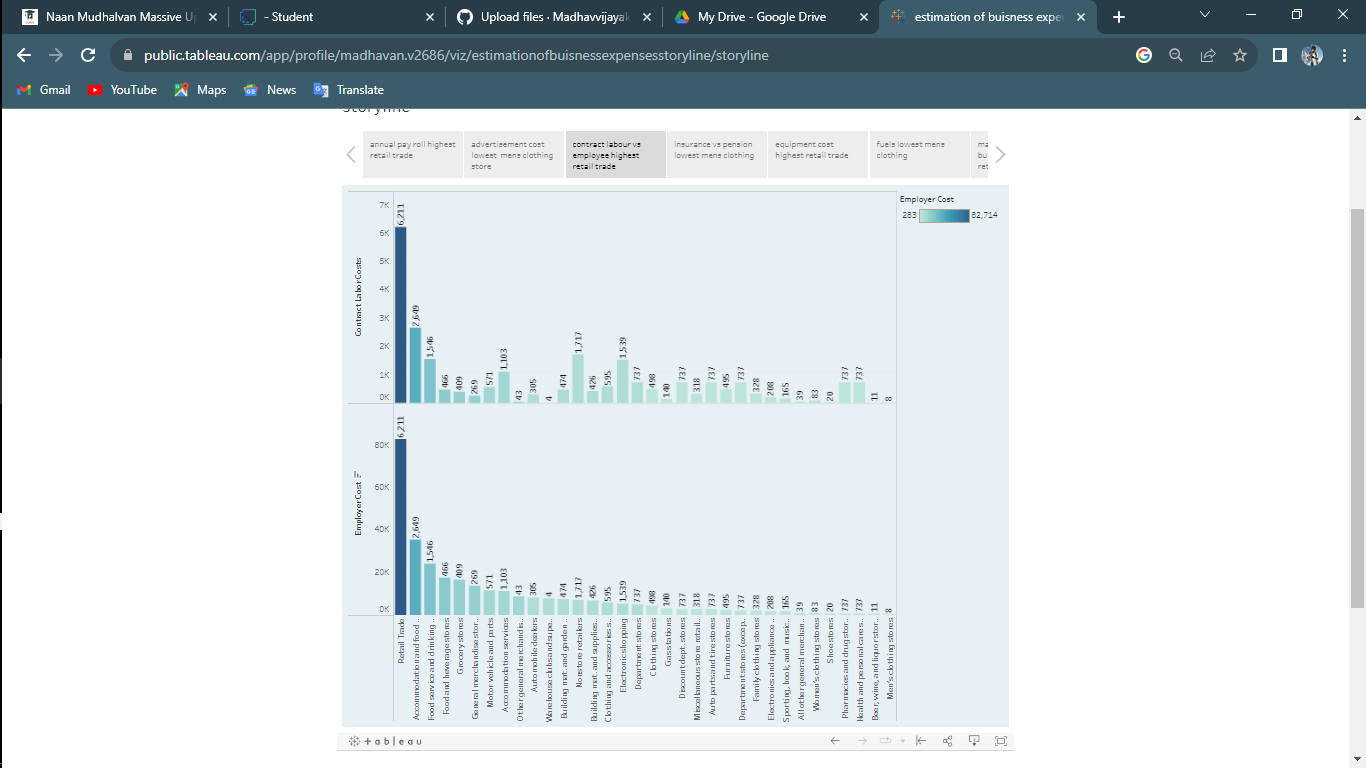 Naan Mudhalvan Massive U
- Student
Upload files · Madhavvijayak
My Drive - Google Drive
estimation of buisness expe
public.tableau.com/app/profile/madhavan.v2686/viz/estimationofbuisnessexpensesstoryline/storyline
Gmail
YouTube
Maps
News
Translate
storyline
annual pay roll highest
retail trade
advertisement cost
lowest mens clothing
store
contract labour vs
employee highest
retail trade
insurance vs pension
lowest mens clothing
equipment cost
highest retail trade
fuels lowest mens
clothing
ma
bu
ret
Employer Cost
283
82,714
Contract Labor Costs
7K
6K
5K
4K
3K
2K
1K
0K
6,211
2,649
1,546
466
409
269
571
1,103
43
305
4
474
1,717
426
595
1,539
737
498
140
737
318
737
495
737
328
208
165
39
83
20
737
737
11
8
Employer Cost
80K
60K
40K
20K
0K
6,211
2,649
1,546
466
409
269
571
1,103
43
305
4
474
1,717
426
595
1,539
737
498
140
737
318
737
495
737
328
208
165
39
83
20
737
737
11
8
Retail Trade
Accommodation and food ..
Food service and drinking ..
Food and beverage stores
Grocery stores
General merchandise stor..
Motor vehicle and parts
Accommodation services
Other general merchandis..
Automobile dealers
Warehouse clubs and supe..
Building mat. and garden ..
Nonstore retailers
Building mat. and supplies..
Clothing and accessories s..
Electronic shopping
Department stores
Clothing stores
Gas stations
Discount dept. stores
Miscellaneous store retail..
Auto parts and tire stores
Furniture stores
Department stores (excep..
Family clothing stores
Electronics and appliance ..
Sporting, book, and music..
All other general merchan..
Women's clothing stores
Shoe stores
Pharmacies and drug stor..
Health and personal care s..
Beer, wine, and liquor stor..
Men's clothing stores
+ableau